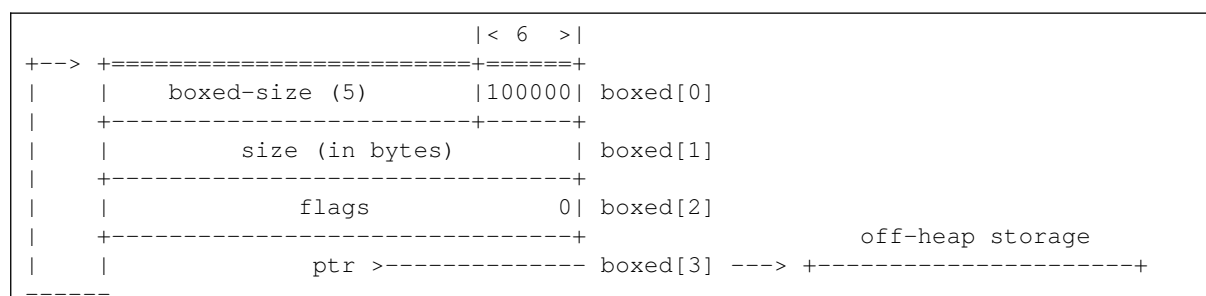 |< 6  >|
+--> +=========================+======+
|    |    boxed-size (5)       |100000| boxed[0]
|    +-------------------------+------+
|    |         size (in bytes)        | boxed[1]
|    +--------------------------------+
|    |             flags             0| boxed[2]
|    +--------------------------------+                   off-heap storage
|    |              ptr >-------------- boxed[3] ---> +----------------------+
------